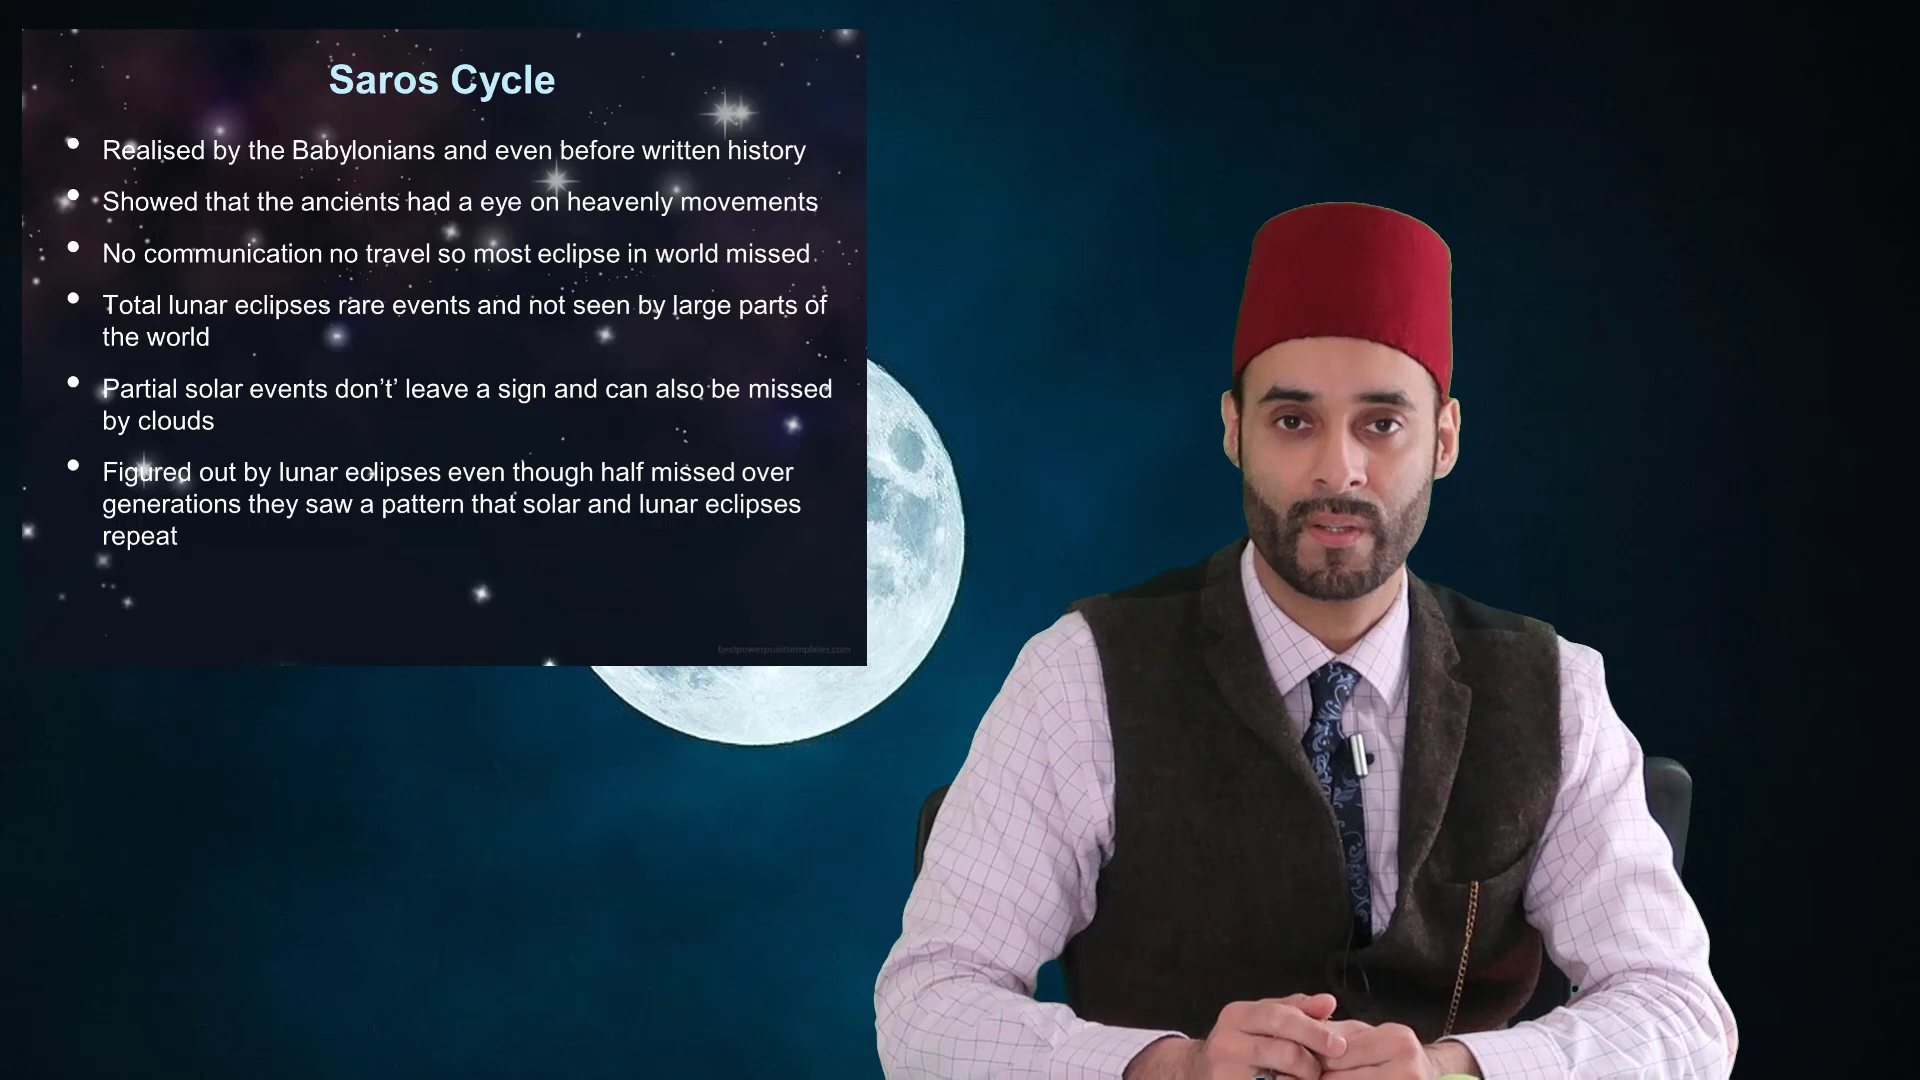 Saros Cycle
• Realised by the Babylonians and even before written history
• Showed that the ancients had a eye on heavenly movements
• No communication no travel so most eclipse in world missed
• Total lunar eclipses rare events and not seen by large parts of
the world
• Partial solar events don’t’ leave a sign and can also be missed
by clouds
• Figured out by lunar eclipses even though half missed over
generations they saw a pattern that solar and lunar eclipses
repeat
bestpowerpointtemplates.com